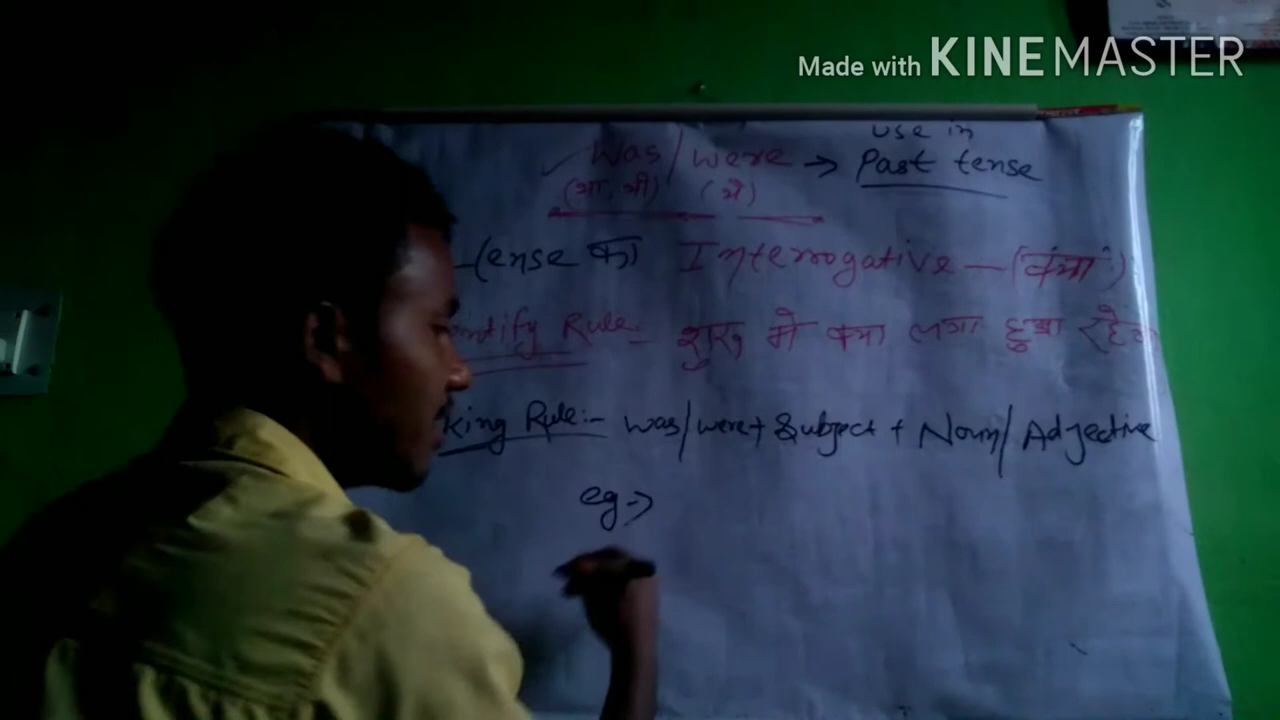 Made with KINEMASTER
use in
Was/were → Past tense
(था, थी) (थे)
Tense का Interrogative – (क्या)
ntify Rule:- शुरू में क्या लगा हुआ
king Rule:- Was/were + Subject + Noun/Adjective
eg →